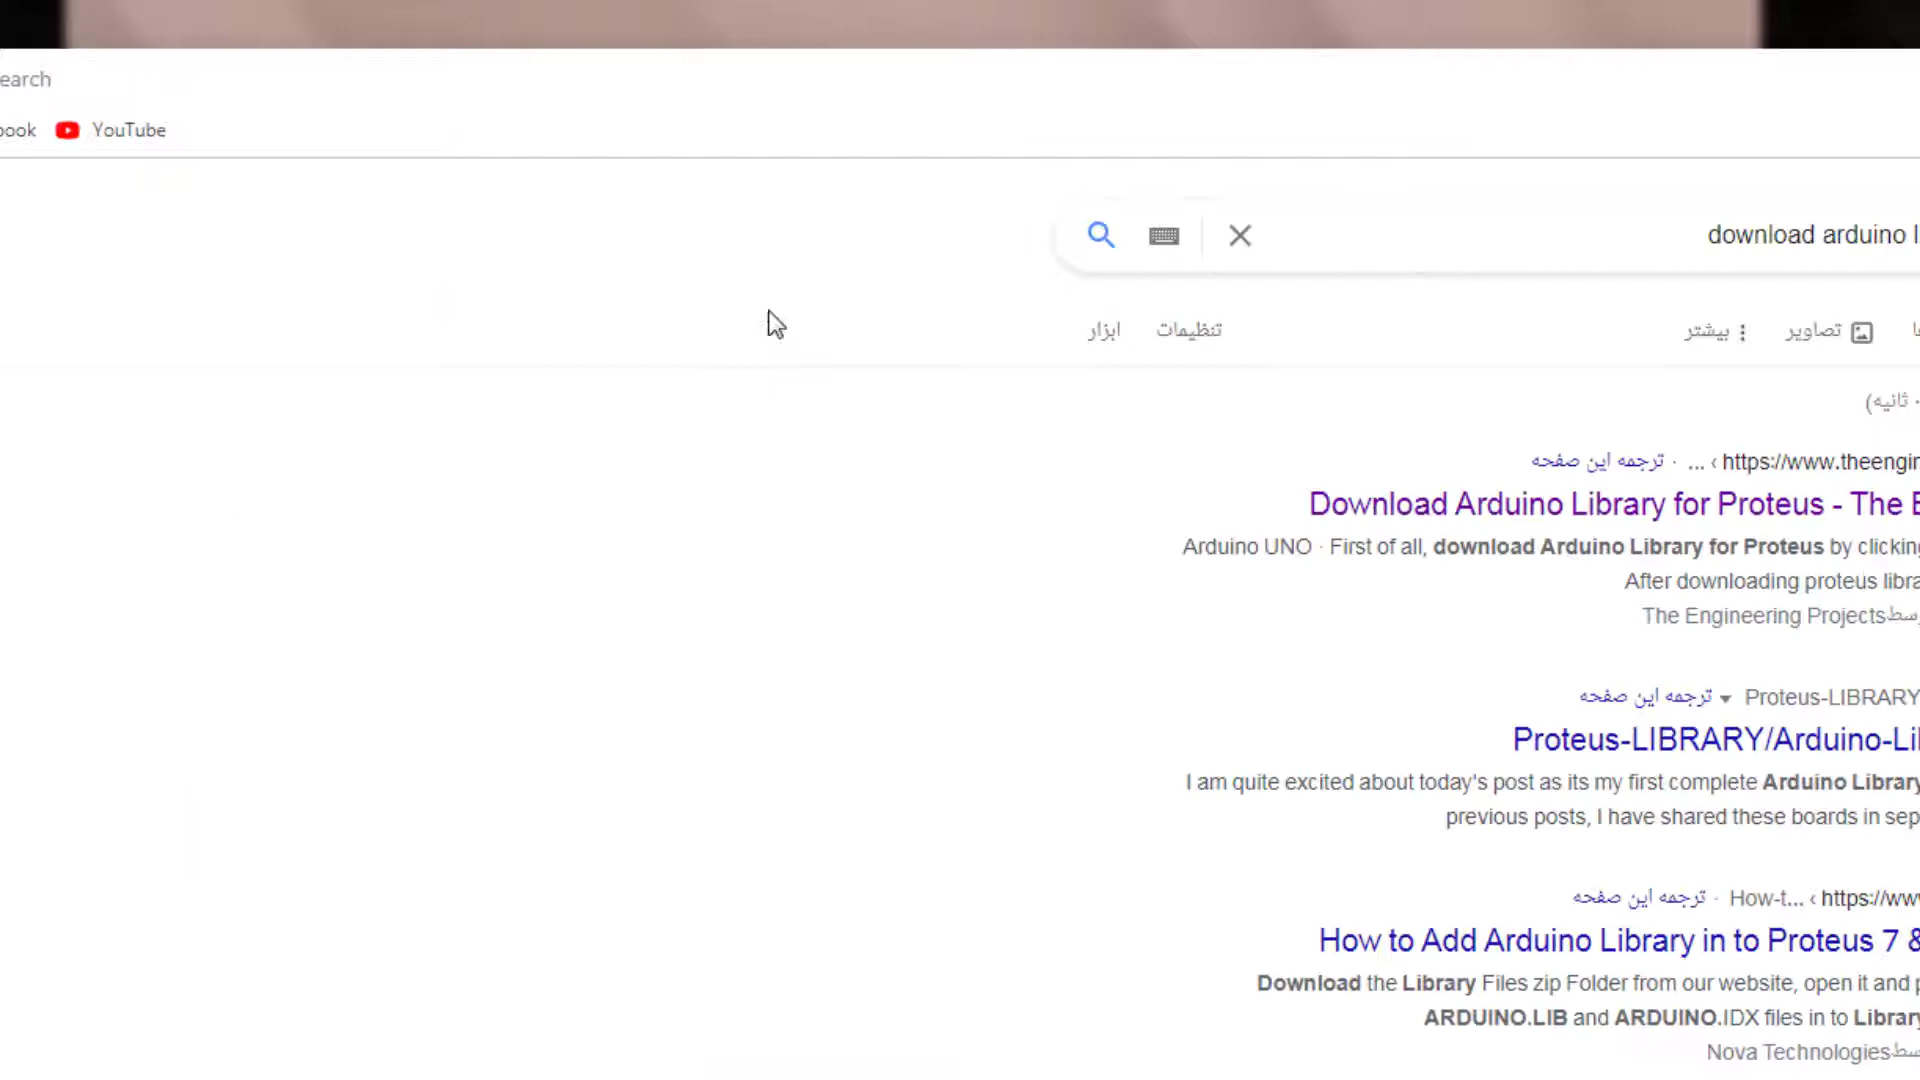 earch
book YouTube
download arduino l
تصاویر بیشتر تنظیمات ابزار
ثانیه)
https://www.theengin › ... · ترجمه این صفحه
Download Arduino Library for Proteus - The E
Arduino UNO · First of all, download Arduino Library for Proteus by clicking
After downloading proteus libra
The Engineering Projects
Proteus-LIBRARY ترجمه این صفحه
Proteus-LIBRARY/Arduino-Li
I am quite excited about today's post as its my first complete Arduino Library
previous posts, I have shared these boards in sep
https://www › How-t... · ترجمه این صفحه
How to Add Arduino Library in to Proteus 7 &
Download the Library Files zip Folder from our website, open it and p
ARDUINO.LIB and ARDUINO.IDX files in to Library
Nova Technologies